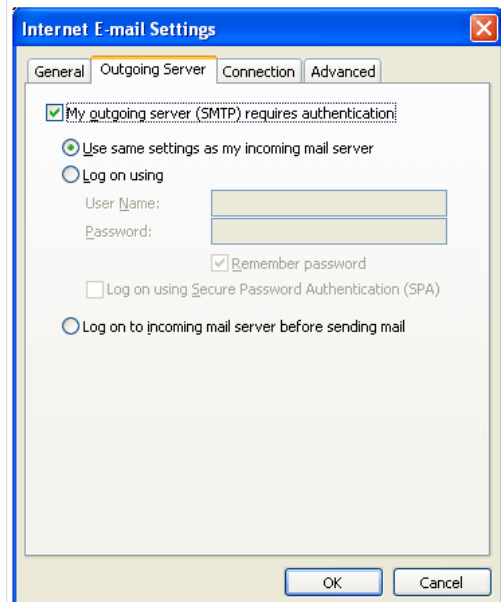 Internet E-mail Settings
General Outgoing Server Connection Advanced
My outgoing server (SMTP) requires authentication
Use same settings as my incoming mail server
Log on using
User Name:
Password:
Remember password
Log on using Secure Password Authentication (SPA)
Log on to incoming mail server before sending mail
OK Cancel